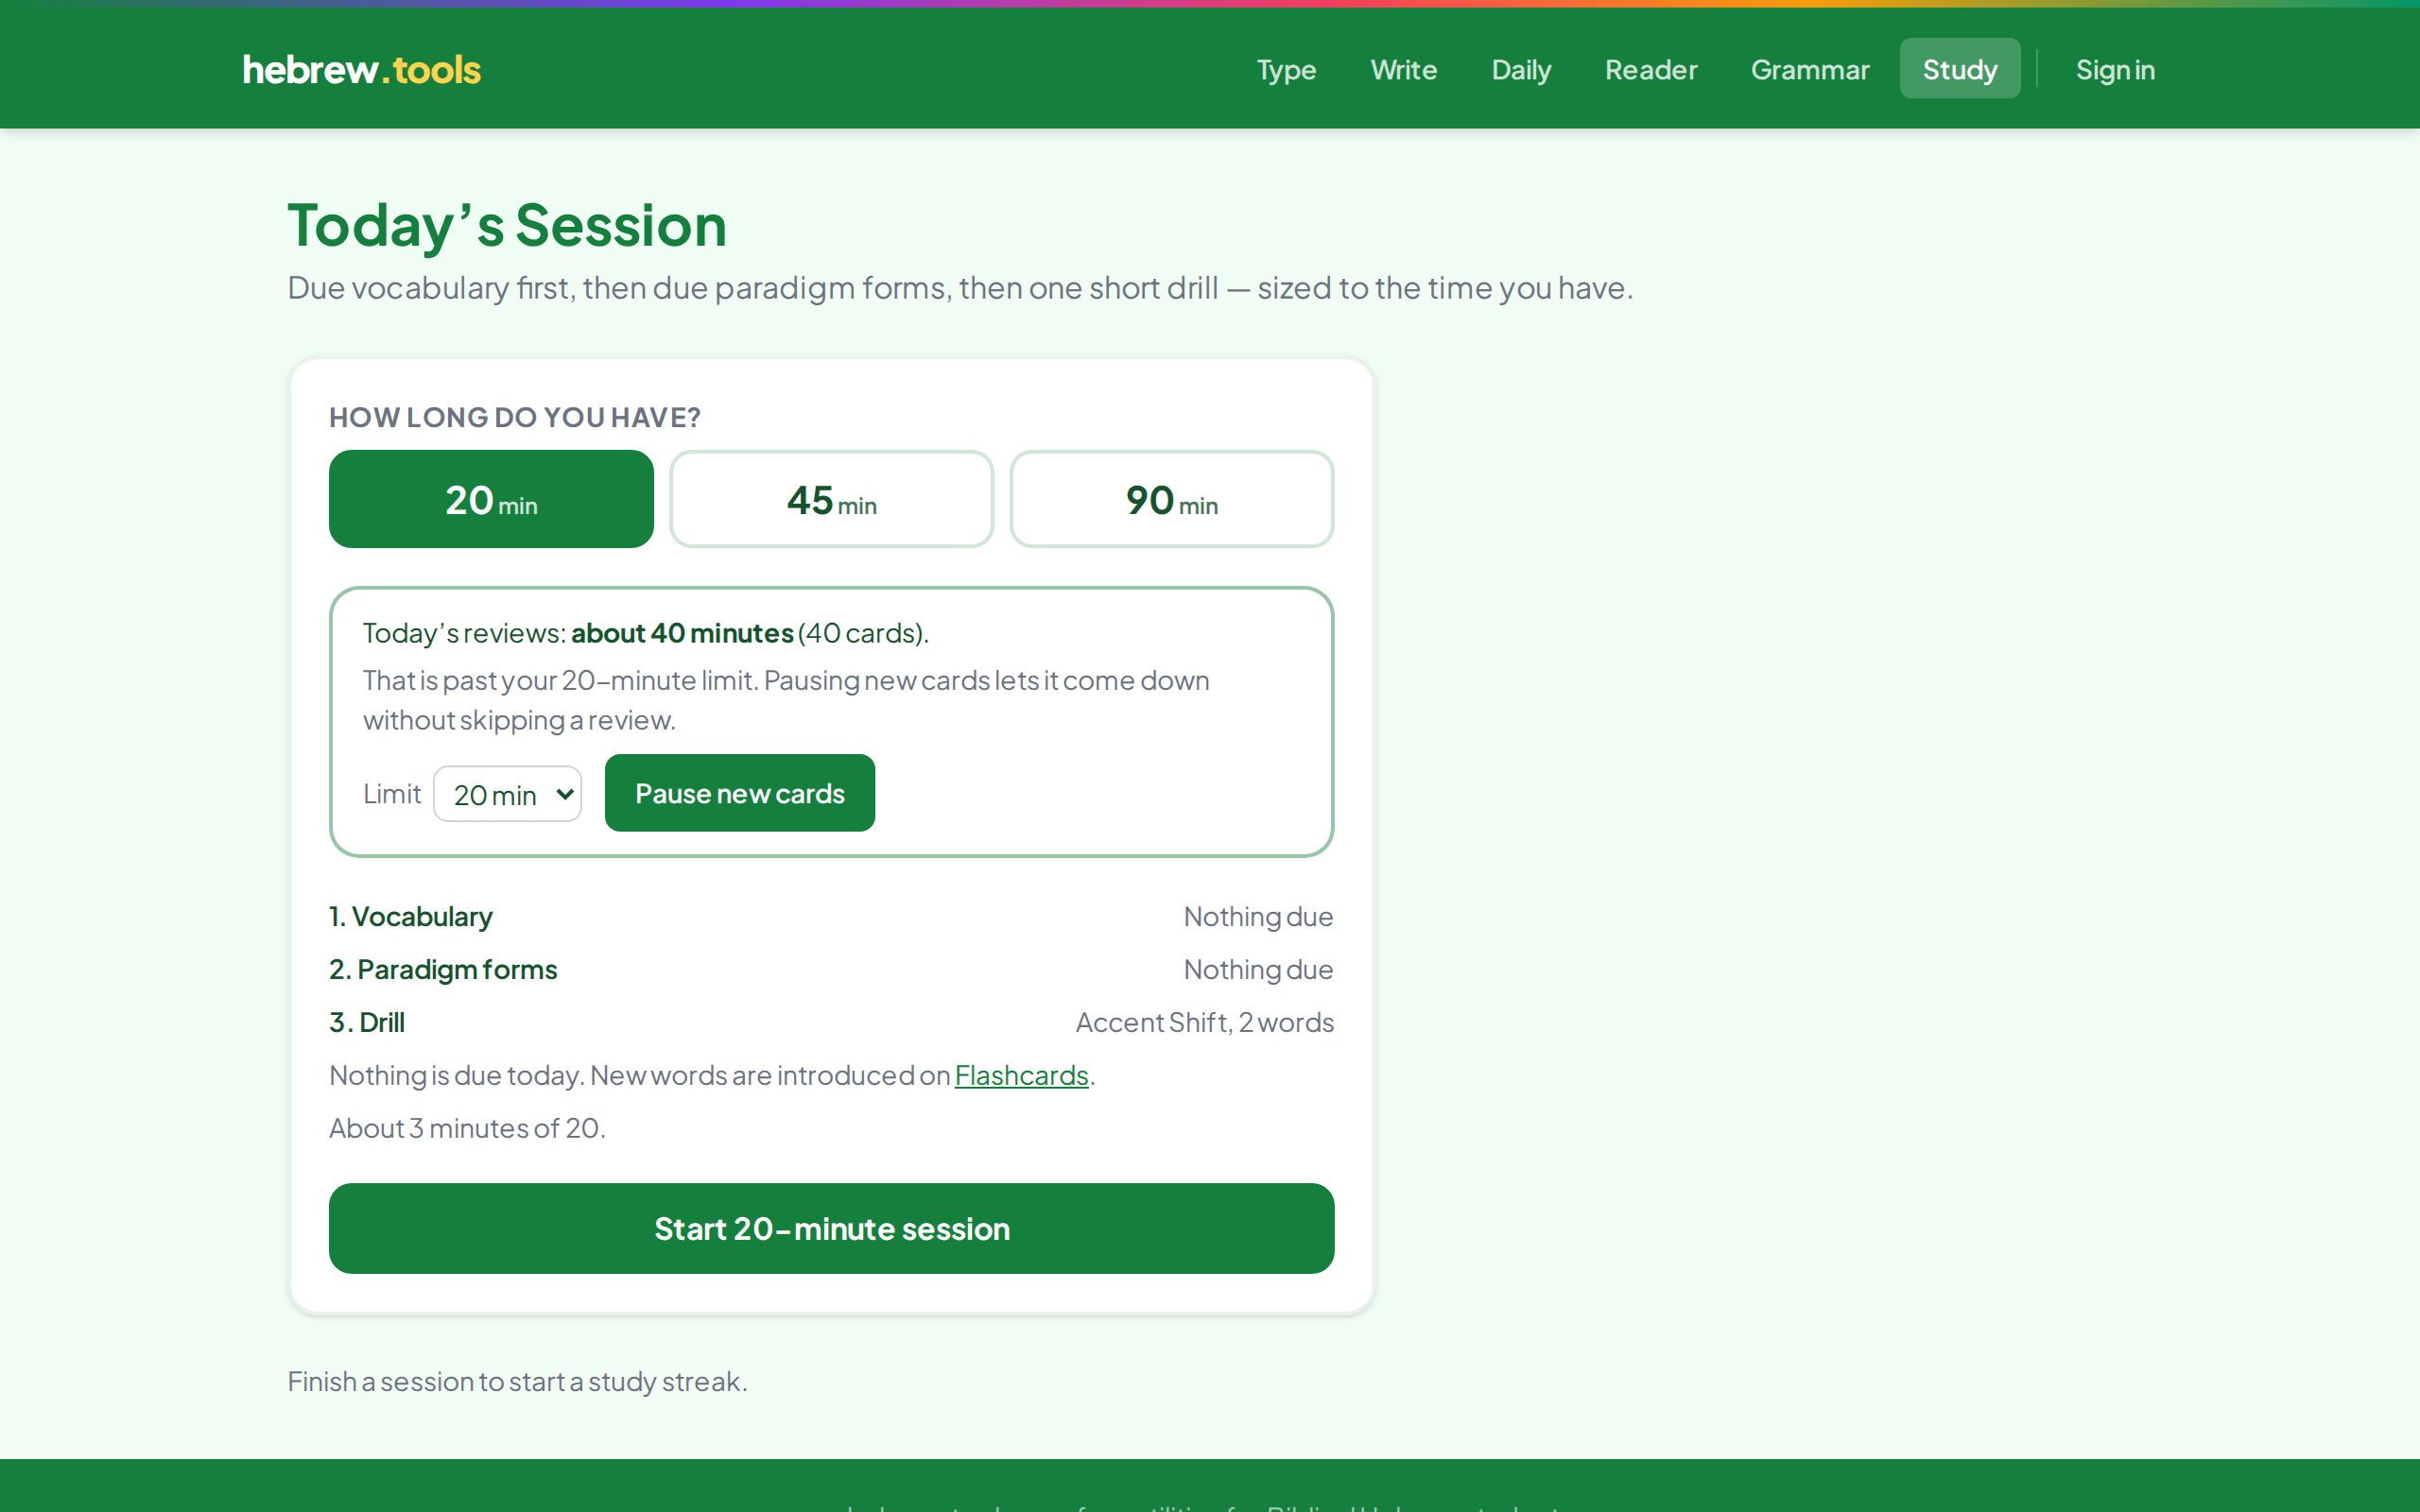 hebrew.tools
Type Write Daily Reader Grammar Study Sign in
Today’s Session
Due vocabulary first, then due paradigm forms, then one short drill — sized to the time you have.
HOW LONG DO YOU HAVE?
20 min 45 min 90 min
Today’s reviews: about 40 minutes (40 cards).
That is past your 20-minute limit. Pausing new cards lets it come down
without skipping a review.
Limit 20 min Pause new cards
1. Vocabulary Nothing due
2. Paradigm forms Nothing due
3. Drill Accent Shift, 2 words
Nothing is due today. New words are introduced on Flashcards.
About 3 minutes of 20.
Start 20-minute session
Finish a session to start a study streak.